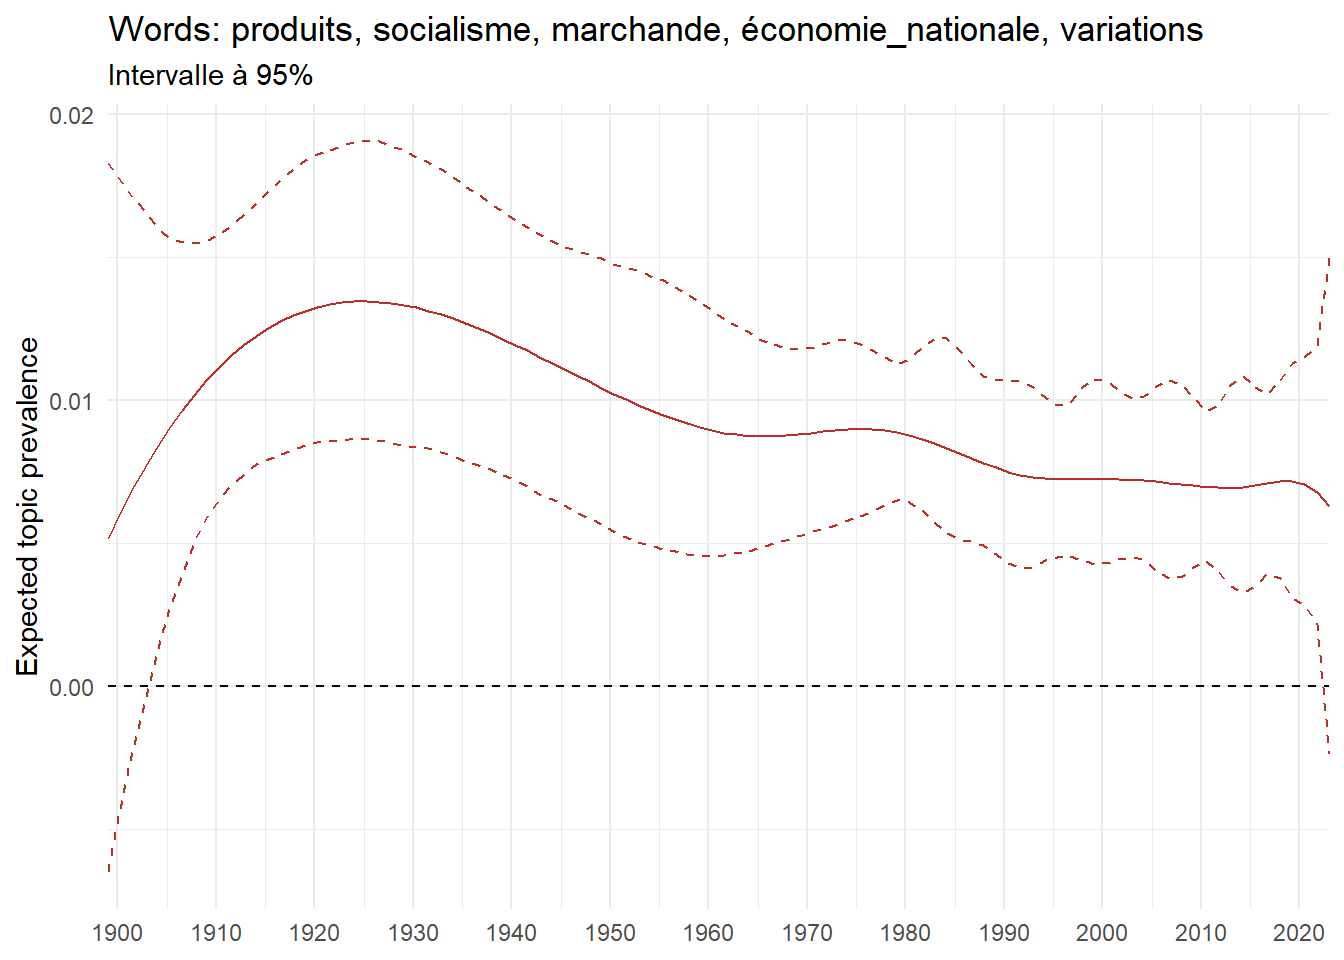 Words: produits, socialisme, marchande, économie_nationale, variations
Intervalle à 95%
Expected topic prevalence
0.02
0.01
0.00
1900 1910 1920 1930 1940 1950 1960 1970 1980 1990 2000 2010 2020